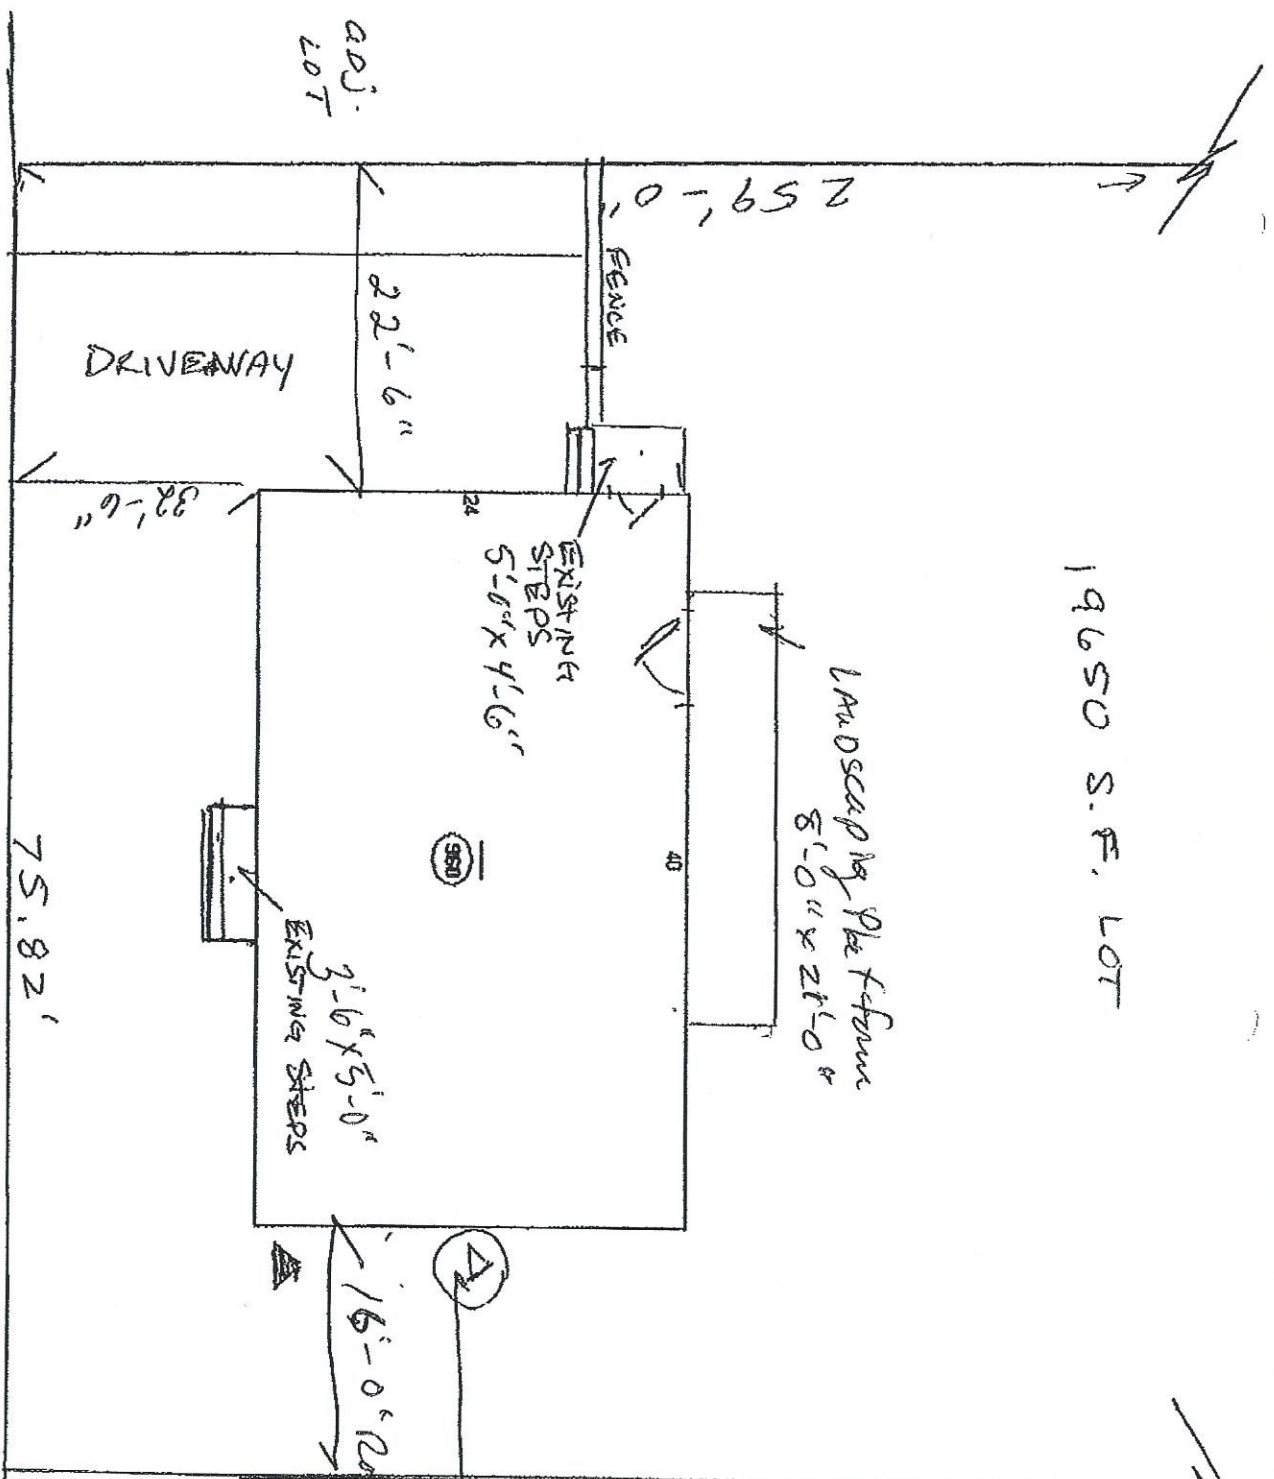 adj.
LOT
259'-0"
FENCE
22'-6"
DRIVEWAY
32'-6"
24
EXISTING
STEPS
5'-0" x 4'-6"
19650 S.F. LOT
LANDSCAPING Platform
8'-0" x 21'-0"
40
3'-6" x 5'-0"
EXISTING STEPS
75.82'
16'-0"